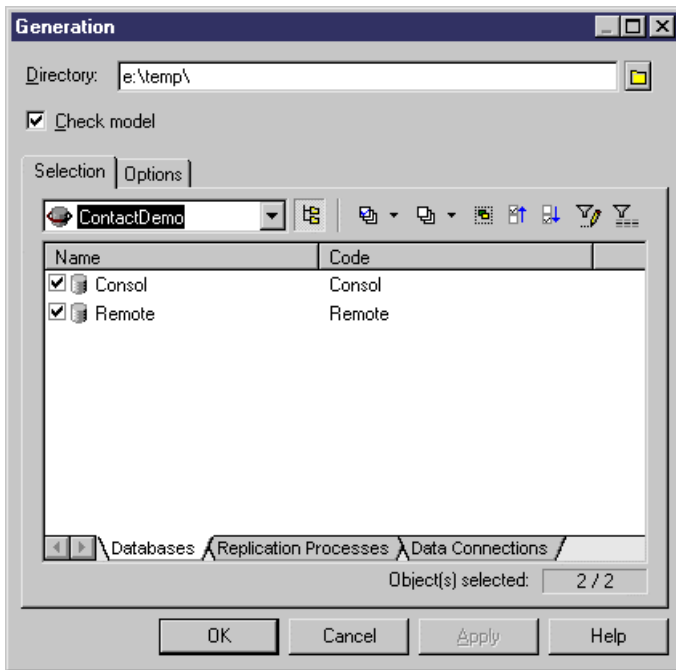 Generation
Directory: e:\temp\
Check model
Selection Options
ContactDemo
Name Code
Consol Consol
Remote Remote
Databases Replication Processes Data Connections
Object(s) selected: 2 / 2
OK Cancel Apply Help